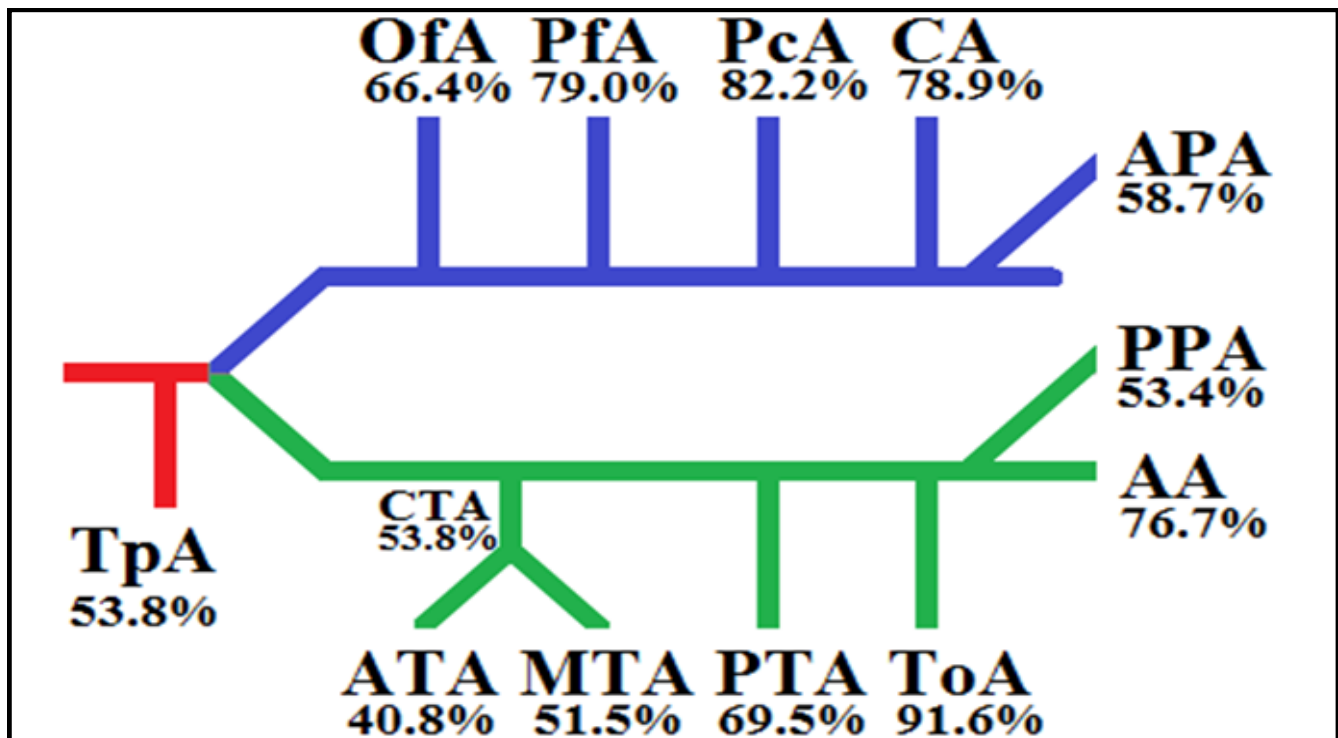 OfA PfA PcA CA
66.4% 79.0% 82.2% 78.9%
APA
58.7%
PPA
53.4%
AA
76.7%
CTA
53.8%
TpA
53.8%
ATA MTA PTA ToA
40.8% 51.5% 69.5% 91.6%